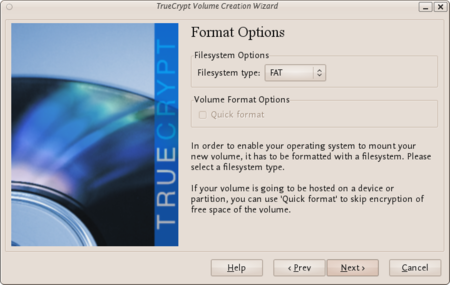 TrueCrypt Volume Creation Wizard
TRUECRYPT
Format Options
Filesystem Options
Filesystem type: FAT
Volume Format Options
Quick format
In order to enable your operating system to mount your
new volume, it has to be formatted with a filesystem. Please
select a filesystem type.
If your volume is going to be hosted on a device or
partition, you can use 'Quick format' to skip encryption of
free space of the volume.
Help
< Prev
Next >
Cancel